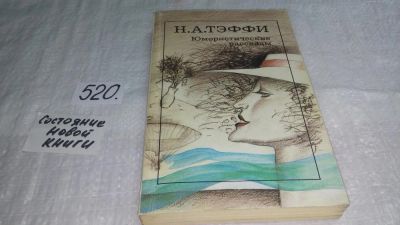 520.
Состояние
новой
книги
Н.А.ТЭФФИ
Юмористические
рассказы